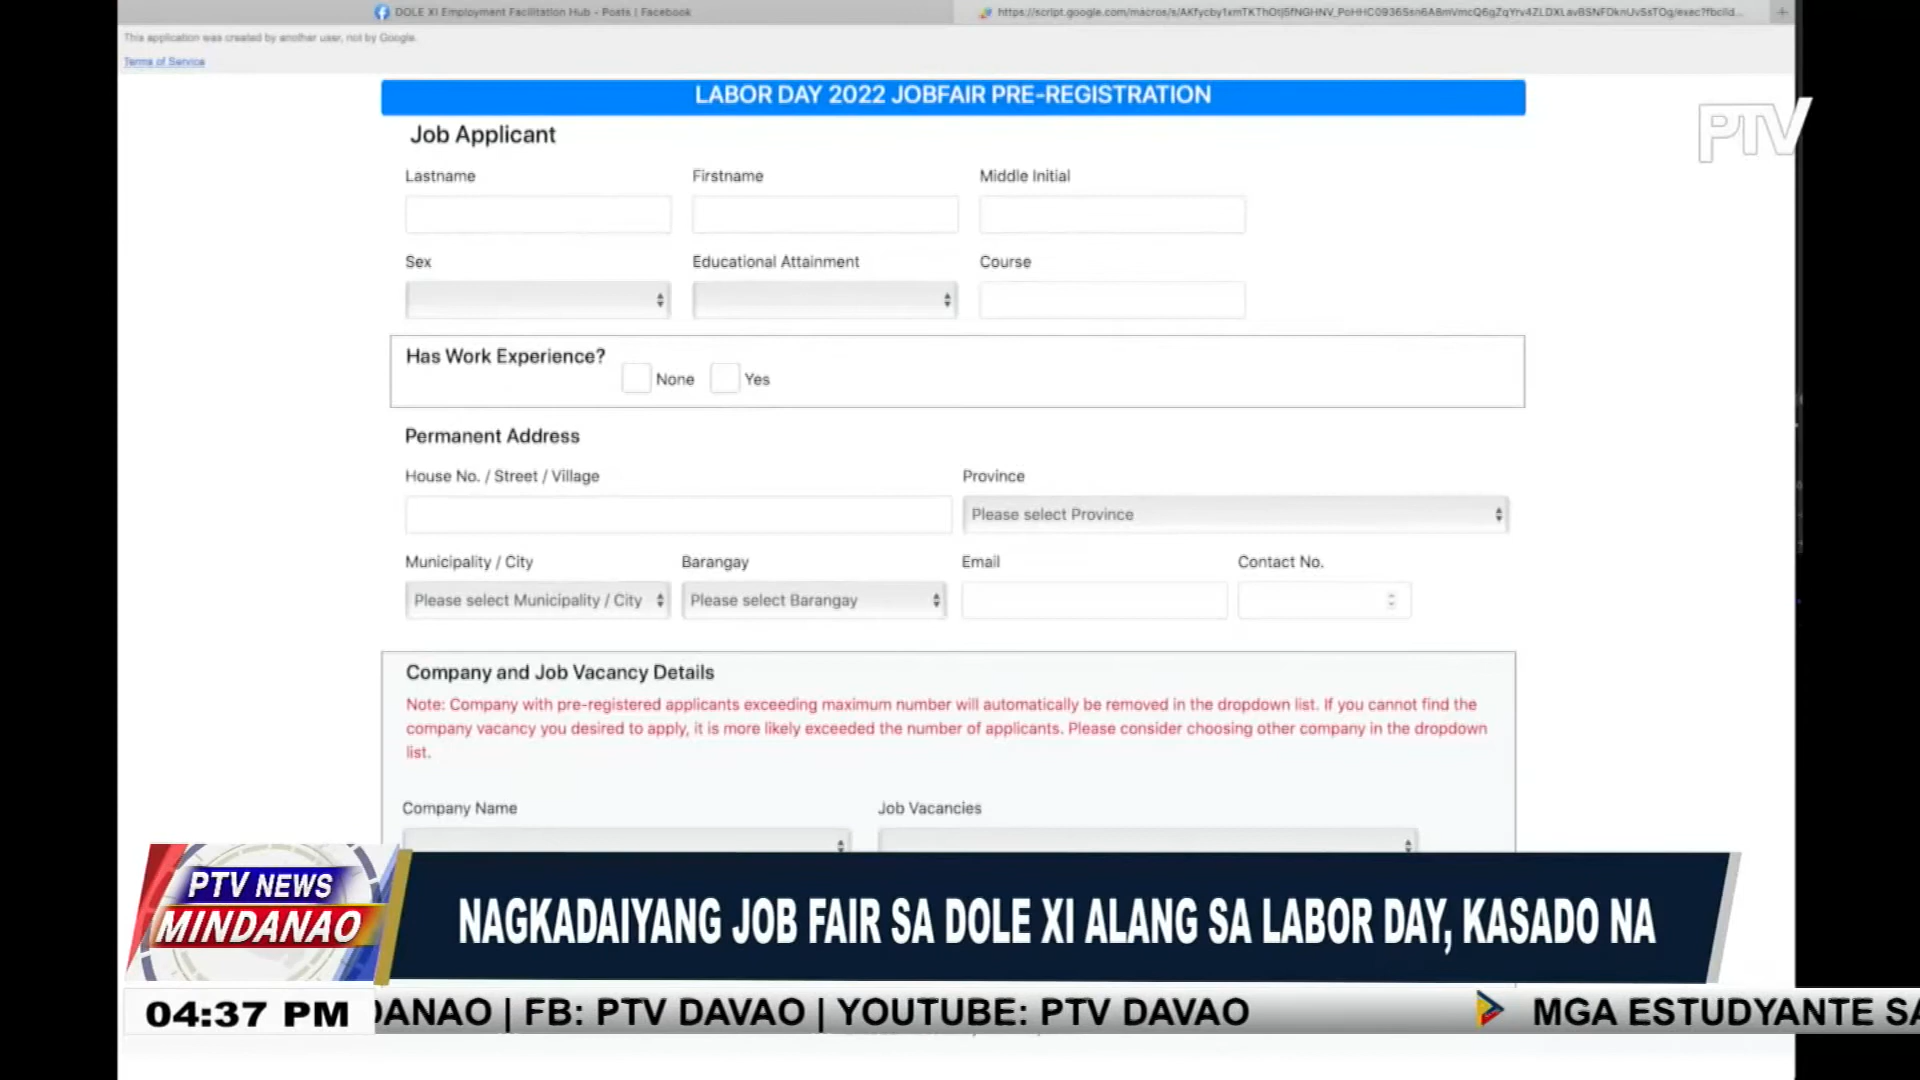 DOLE XI Employment Facilitation Hub - Posts | Facebook
This application was created by another user, not by Google.
Terms of Service
LABOR DAY 2022 JOBFAIR PRE-REGISTRATION
PTV
Job Applicant
Lastname Firstname Middle Initial
Sex Educational Attainment Course
Has Work Experience?
None Yes
Permanent Address
House No. / Street / Village Province
Please select Province
Municipality / City Barangay Email Contact No.
Please select Municipality / City Please select Barangay
Company and Job Vacancy Details
Note: Company with pre-registered applicants exceeding maximum number will automatically be removed in the dropdown list. If you cannot find the
company vacancy you desired to apply, it is more likely exceeded the number of applicants. Please consider choosing other company in the dropdown
list.
Company Name Job Vacancies
PTV NEWS
MINDANAO
NAGKADAIYANG JOB FAIR SA DOLE XI ALANG SA LABOR DAY, KASADO NA
04:37 PM DANAO | FB: PTV DAVAO | YOUTUBE: PTV DAVAO MGA ESTUDYANTE SA